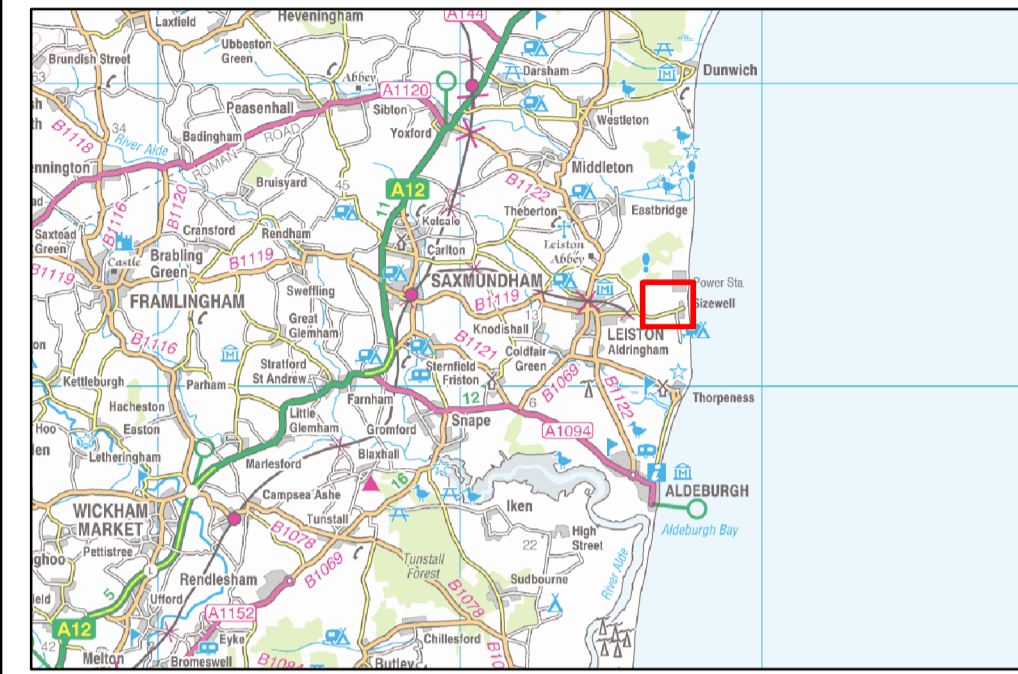 Laxfield
Heveningham
A144
Ubbeston
Green
Brundish Street
63
Abbey
Darsham
Dunwich
A1120
Peasenhall
Sibton
Westleton
34
B1118
River Alde
Badingham
ROAD
Yoxford
ROMAN
Middleton
ennington
Bruisyard
45
A12
B1122
11
B1116
B1120
Kelsale
Theberton
Eastbridge
Saxtead
Green
Cransford
Rendham
Carlton
Leiston
Abbey
Castle
Brabling
Green
B1119
B1119
SAXMUNDHAM
Power Sta
Sizewell
FRAMLINGHAM
Sweffling
B1119
13
Great
Glemham
Knodishall
LEISTON
Aldringham
B1116
B1121
Coldfair
Green
Stratford
St Andrew
Sternfield
Friston
B1069
B1122
Kettleburgh
Parham
Farnham
12
6
Thorpeness
Hacheston
Little
Glemham
Gromford
Snape
A1094
Hoo
Easton
Letheringham
Marlesford
Blaxhall
16
ALDEBURGH
WICKHAM
MARKET
Campsea Ashe
Iken
Aldeburgh Bay
Pettistree
Tunstall
High
Street
B1078
22
Tunstall
Forest
River Alde
Rendlesham
B1069
Sudbourne
5
Ufford
B1078
A1152
A12
42
Eyke
Chillesford
Melton
Bromeswell
B1084
Butley